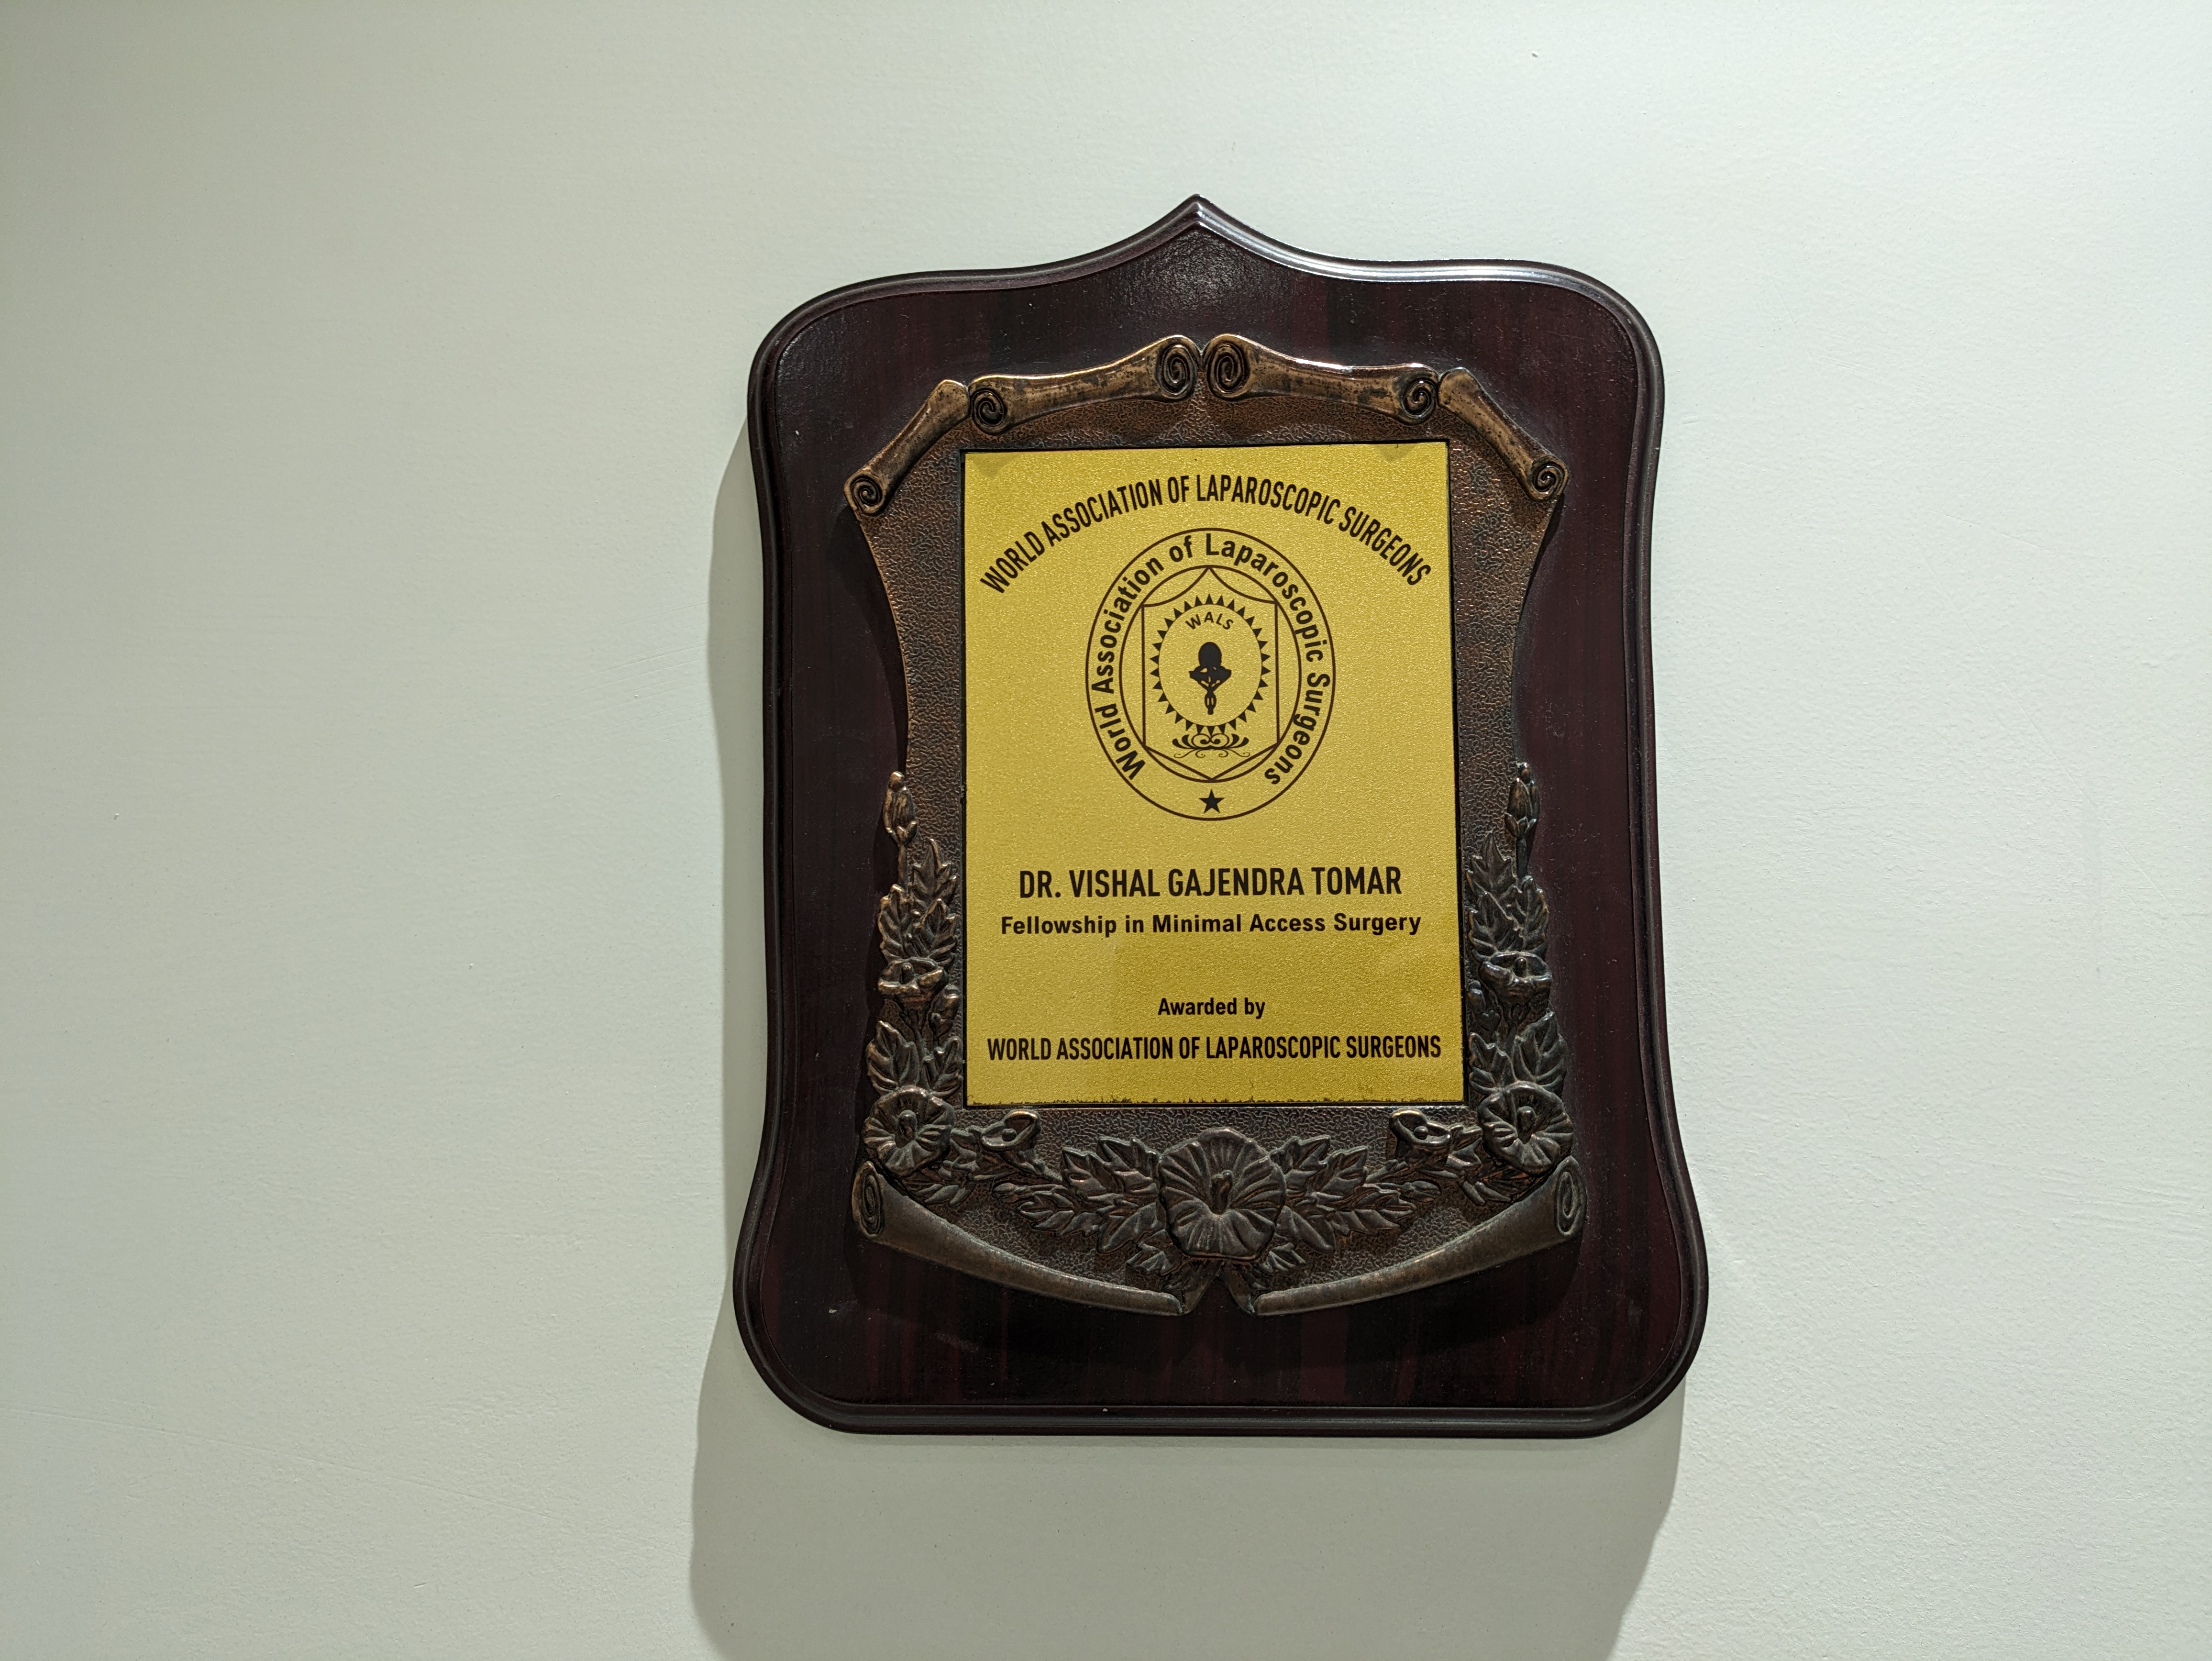 WORLD ASSOCIATION OF LAPAROSCOPIC SURGEONS
World Association of Laparoscopic Surgeons
WALS
DR. VISHAL GAJENDRA TOMAR
Fellowship in Minimal Access Surgery
Awarded by
WORLD ASSOCIATION OF LAPAROSCOPIC SURGEONS